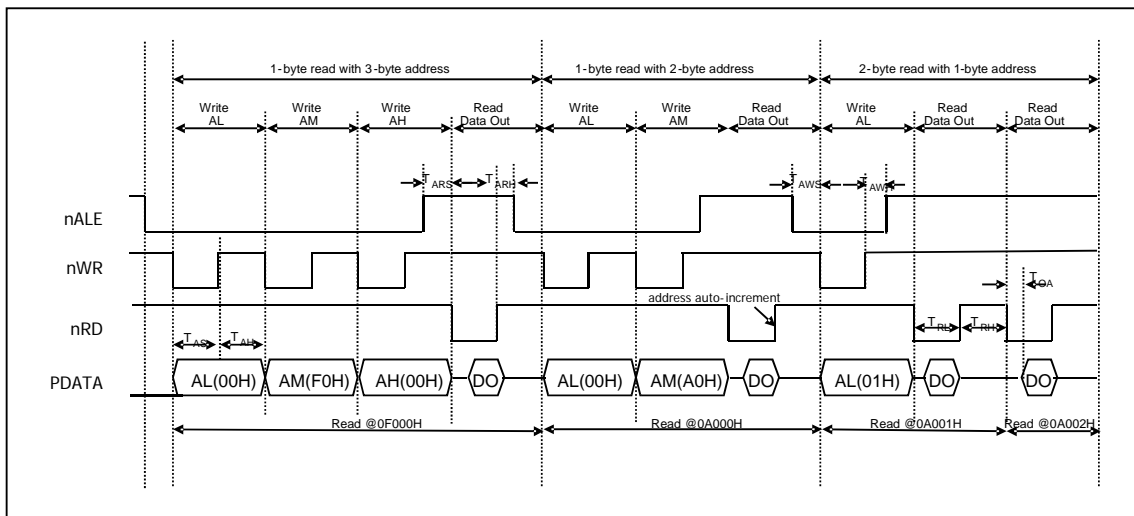 1-byte read with 3-byte address 1-byte read with 2-byte address 2-byte read with 1-byte address
Write AL Write AM Write AH Read Data Out Write AL Write AM Read Data Out Write AL Read Data Out Read Data Out
TARS TARH TAWS TAWH
nALE
nWR
TOA
address auto-increment
nRD
TAS TAH TRL TRH
PDATA AL(00H) AM(F0H) AH(00H) DO AL(00H) AM(A0H) DO AL(01H) DO DO
Read @0F000H Read @0A000H Read @0A001H Read @0A002H